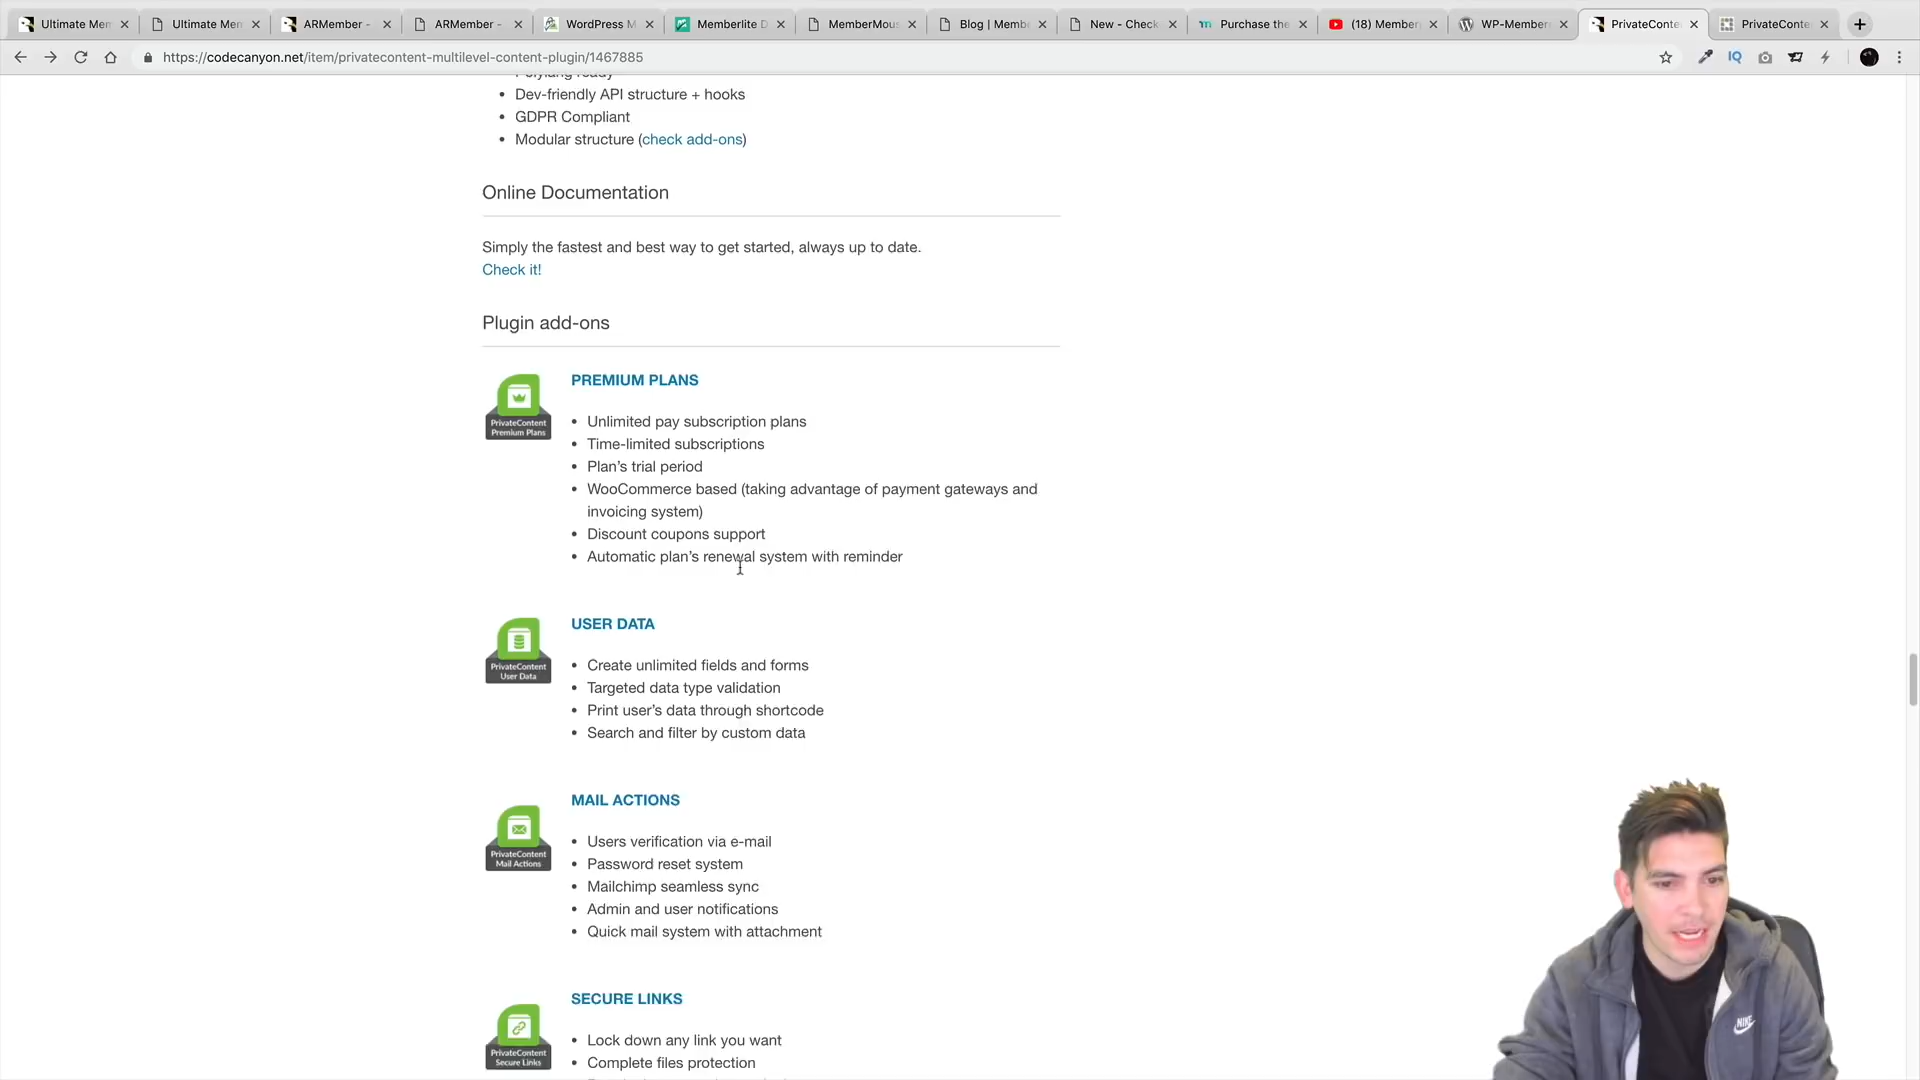 Ultimate Mem
Ultimate Mem
ARMember -
ARMember -
WordPress M
Memberlite D
MemberMous
Blog | Membe
New - Check
Purchase the
(18) Member
WP-Member
PrivateConte
PrivateConte
https://codecanyon.net/item/privatecontent-multilevel-content-plugin/1467885
IQ
Polylang ready
• Dev-friendly API structure + hooks
• GDPR Compliant
• Modular structure (check add-ons)
Online Documentation
Simply the fastest and best way to get started, always up to date.
Check it!
Plugin add-ons
PrivateContent
Premium Plans
PREMIUM PLANS
• Unlimited pay subscription plans
• Time-limited subscriptions
• Plan’s trial period
• WooCommerce based (taking advantage of payment gateways and
invoicing system)
• Discount coupons support
• Automatic plan’s renewal system with reminder
PrivateContent
User Data
USER DATA
• Create unlimited fields and forms
• Targeted data type validation
• Print user’s data through shortcode
• Search and filter by custom data
PrivateContent
Mail Actions
MAIL ACTIONS
• Users verification via e-mail
• Password reset system
• Mailchimp seamless sync
• Admin and user notifications
• Quick mail system with attachment
PrivateContent
Secure Links
SECURE LINKS
• Lock down any link you want
• Complete files protection
NIKE